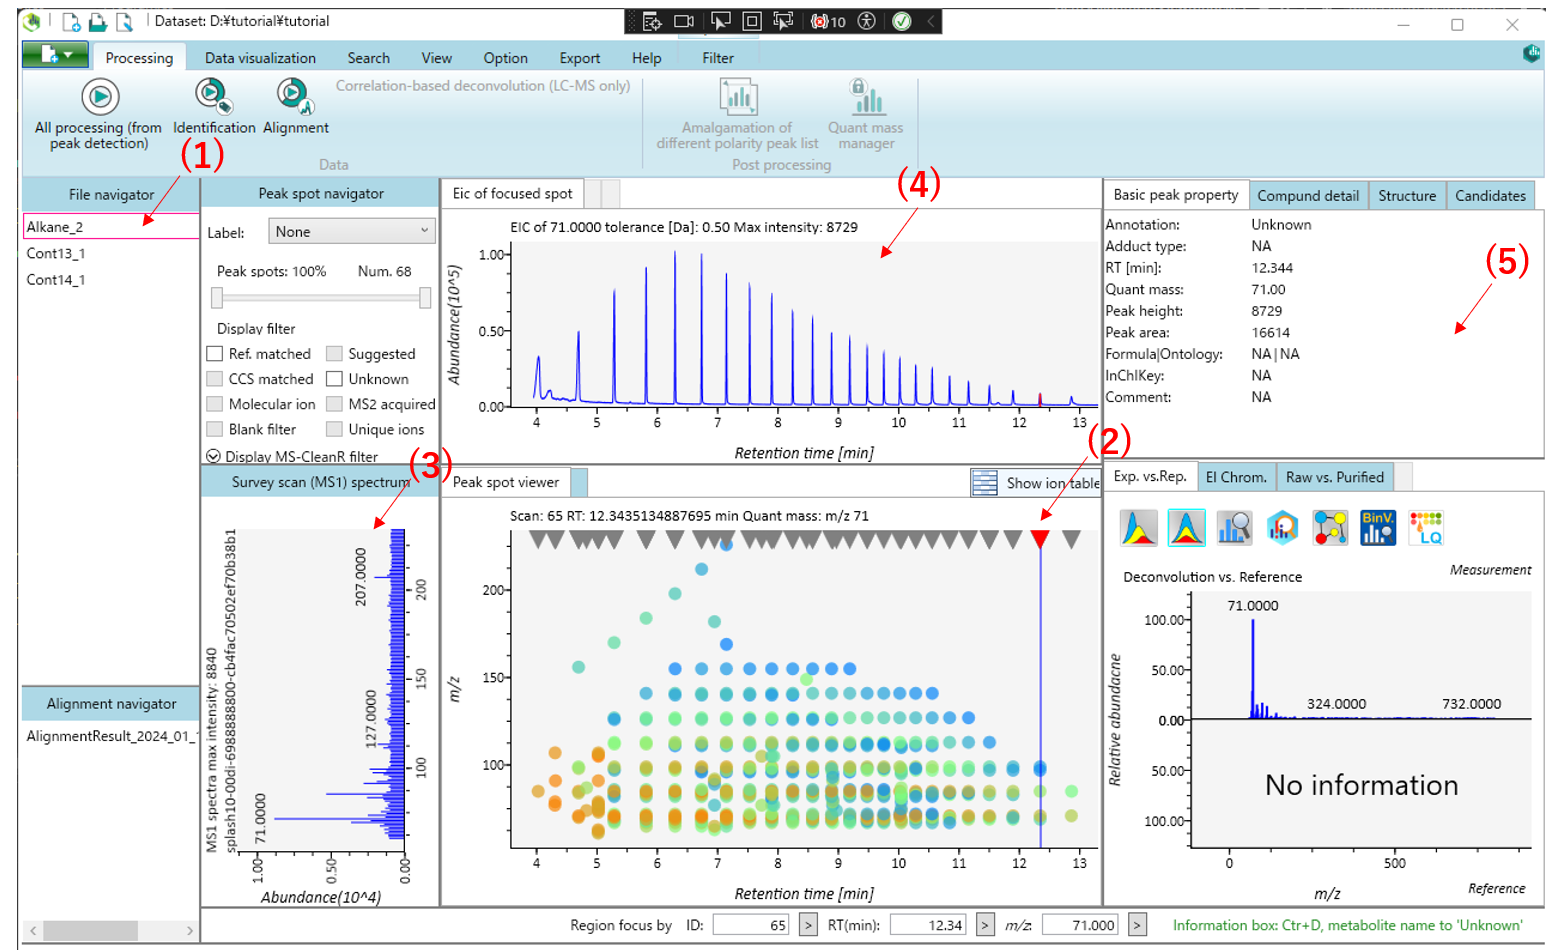 Dataset: D:¥tutorial¥tutorial
10
Processing
Data visualization
Search
View
Option
Export
Help
Filter
All processing (from
peak detection)
Identification
Alignment
Correlation-based deconvolution (LC-MS only)
Data
Amalgamation of
different polarity peak list
Quant mass
manager
Post processing
(1)
File navigator
Alkane_2
Cont13_1
Cont14_1
Alignment navigator
AlignmentResult_2024_01_
Peak spot navigator
Label:
None
Peak spots: 100%
Num. 68
Display filter
Ref. matched
Suggested
CCS matched
Unknown
Molecular ion
MS2 acquired
Blank filter
Unique ions
Display MS-CleanR filter
(3)
Survey scan (MS1) spectrum
MS1 spectra max intensity: 8840
207.0000
127.0000
71.0000
200
150
100
1.00
0.50
0.00
Abundance(10^4)
Eic of focused spot
(4)
EIC of 71.0000 tolerance [Da]: 0.50 Max intensity: 8729
Abundance(10^5)
1.00
0.50
0.00
4 5 6 7 8 9 10 11 12 13
Retention time [min]
(2)
Peak spot viewer
Show ion table
Scan: 65 RT: 12.3435134887695 min Quant mass: m/z 71
m/z
200
150
100
4 5 6 7 8 9 10 11 12 13
Retention time [min]
Basic peak property
Compund detail
Structure
Candidates
Annotation: Unknown
Adduct type: NA
RT [min]: 12.344
Quant mass: 71.00
Peak height: 8729
Peak area: 16614
Formula|Ontology: NA|NA
InChIKey: NA
Comment: NA
(5)
Exp. vs.Rep.
EI Chrom.
Raw vs. Purified
BinV.
LQ
Deconvolution vs. Reference
Measurement
Relative abundacne
71.0000
324.0000
732.0000
100.00
50.00
0.00
50.00
100.00
No information
0 500
m/z
Reference
Region focus by ID: 65 > RT(min): 12.34 > m/z: 71.000 >
Information box: Ctr+D, metabolite name to 'Unknown'